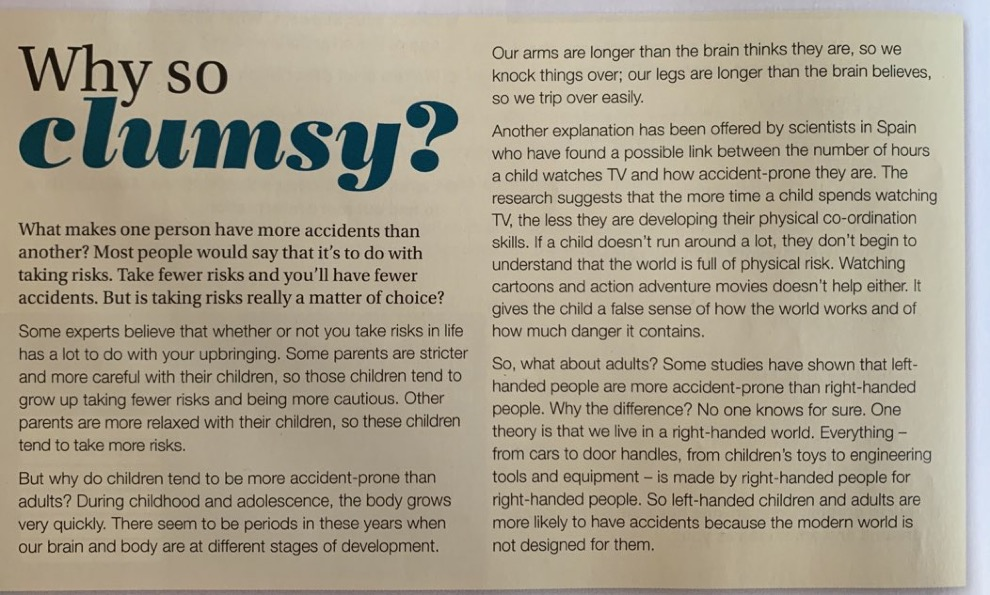 Why so
clumsy?
What makes one person have more accidents than
another? Most people would say that it's to do with
taking risks. Take fewer risks and you'll have fewer
accidents. But is taking risks really a matter of choice?
Some experts believe that whether or not you take risks in life
has a lot to do with your upbringing. Some parents are stricter
and more careful with their children, so those children tend to
grow up taking fewer risks and being more cautious. Other
parents are more relaxed with their children, so these children
tend to take more risks.
But why do children tend to be more accident-prone than
adults? During childhood and adolescence, the body grows
very quickly. There seem to be periods in these years when
our brain and body are at different stages of development.
Our arms are longer than the brain thinks they are, so we
knock things over; our legs are longer than the brain believes,
so we trip over easily.
Another explanation has been offered by scientists in Spain
who have found a possible link between the number of hours
a child watches TV and how accident-prone they are. The
research suggests that the more time a child spends watching
TV, the less they are developing their physical co-ordination
skills. If a child doesn't run around a lot, they don't begin to
understand that the world is full of physical risk. Watching
cartoons and action adventure movies doesn't help either. It
gives the child a false sense of how the world works and of
how much danger it contains.
So, what about adults? Some studies have shown that left-
handed people are more accident-prone than right-handed
people. Why the difference? No one knows for sure. One
theory is that we live in a right-handed world. Everything –
from cars to door handles, from children's toys to engineering
tools and equipment – is made by right-handed people for
right-handed people. So left-handed children and adults are
more likely to have accidents because the modern world is
not designed for them.